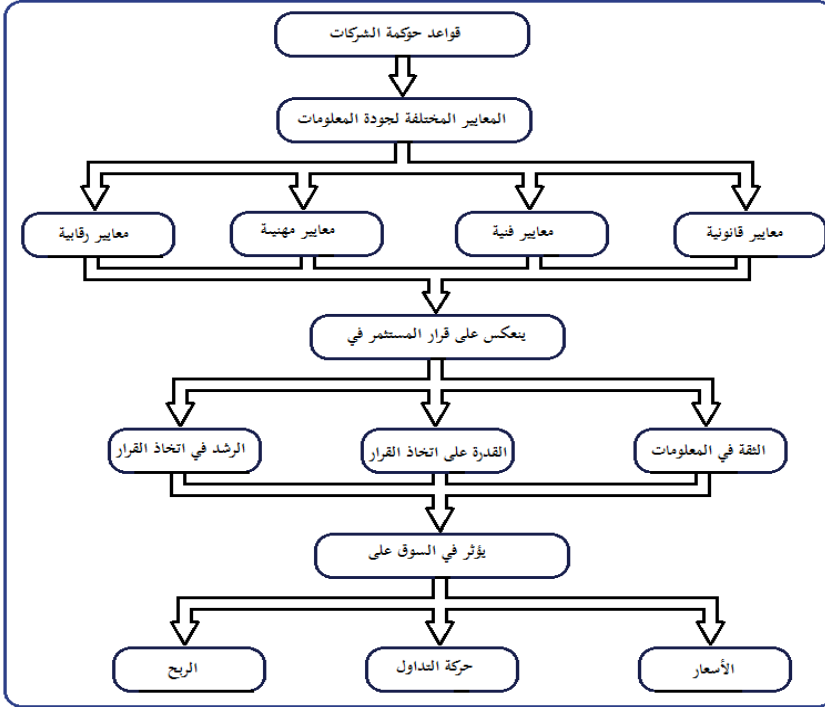 قواعد حوكمة الشركات
المعايير المختلفة لجودة المعلومات
معايير قانونية
معايير فنية
معايير مهنية
معايير رقابية
ينعكس على قرار المستثمر في
الثقة في المعلومات
القدرة على اتخاذ القرار
الرشد في اتخاذ القرار
يؤثر في السوق على
الأسعار
حركة التداول
الربح